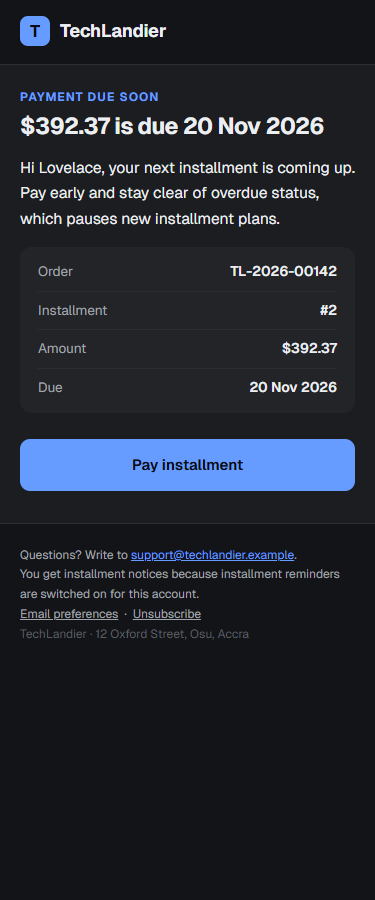 T TechLandier
PAYMENT DUE SOON
$392.37 is due 20 Nov 2026
Hi Lovelace, your next installment is coming up.
Pay early and stay clear of overdue status,
which pauses new installment plans.
Order TL-2026-00142
Installment #2
Amount $392.37
Due 20 Nov 2026
Pay installment
Questions? Write to support@techlandier.example.
You get installment notices because installment reminders
are switched on for this account.
Email preferences · Unsubscribe
TechLandier · 12 Oxford Street, Osu, Accra